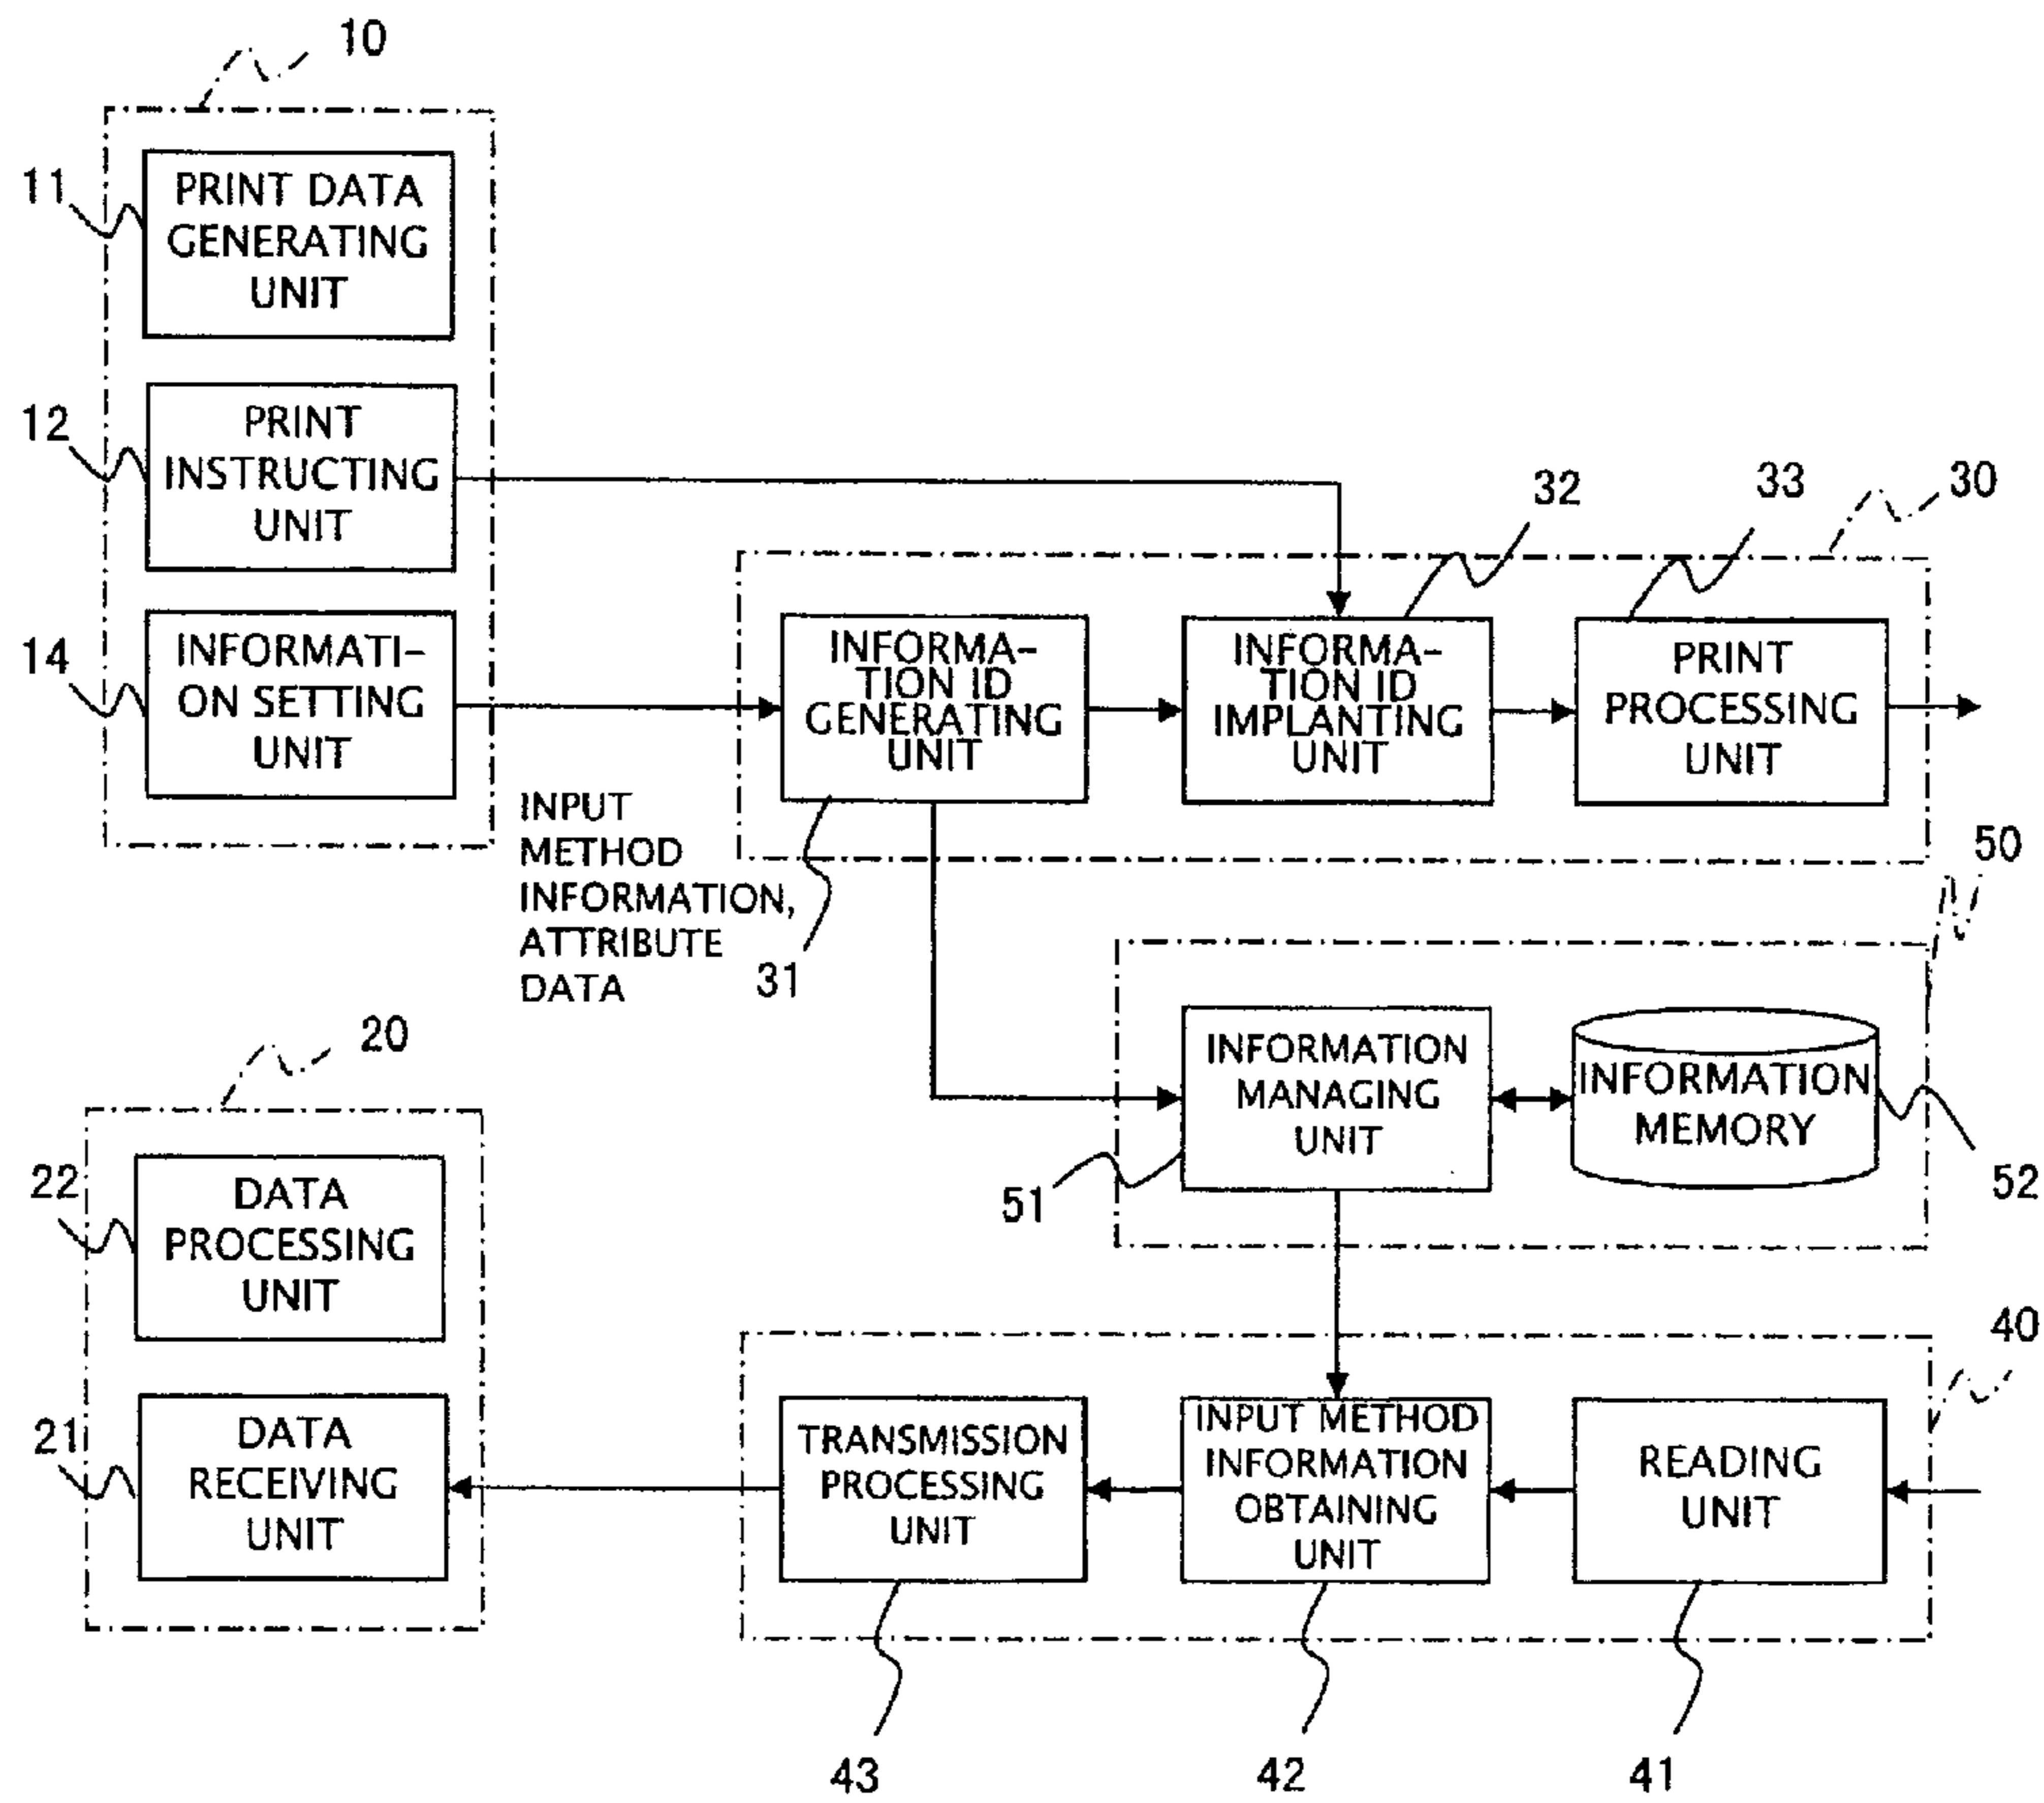 10
11
PRINT DATA
GENERATING
UNIT
12
PRINT
INSTRUCTING
UNIT
14
INFORMATI-
ON SETTING
UNIT
INPUT
METHOD
INFORMATION,
ATTRIBUTE
DATA
30
31
INFORMA-
TION ID
GENERATING
UNIT
32
INFORMA-
TION ID
IMPLANTING
UNIT
33
PRINT
PROCESSING
UNIT
50
51
INFORMATION
MANAGING
UNIT
52
INFORMATION
MEMORY
20
22
DATA
PROCESSING
UNIT
21
DATA
RECEIVING
UNIT
40
TRANSMISSION
PROCESSING
UNIT
43
INPUT METHOD
INFORMATION
OBTAINING
UNIT
42
READING
UNIT
41